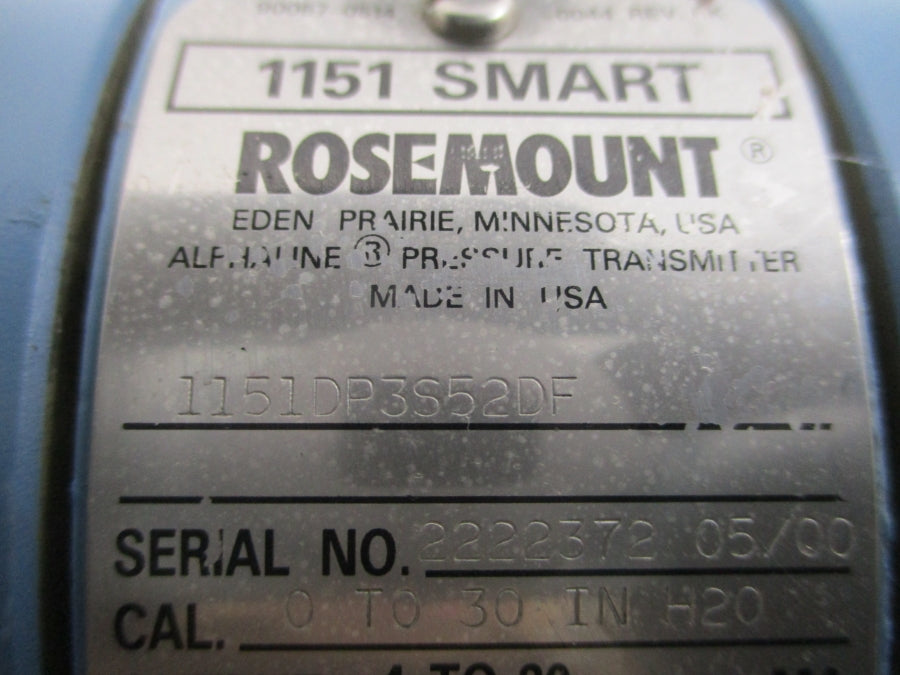 1151 SMART
ROSEMOUNT ®
EDEN PRAIRIE, MINNESOTA, USA
ALPHALINE ® PRESSURE TRANSMITTER
MADE IN USA
1151DP3S52DF
SERIAL NO. 2222372 05/00
CAL. 0 TO 30 IN H2O